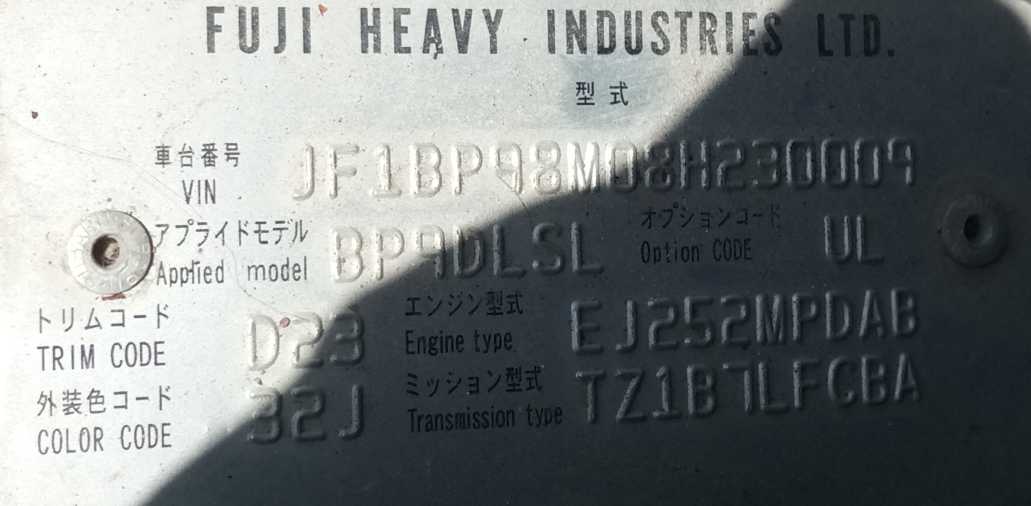 FUJI HEAVY INDUSTRIES LTD.
型式
車台番号
VIN
JF1BP98M08H230009
アプライドモデル
Applied model
BP9DLSL
オプションコード
Option CODE
UL
トリムコード
TRIM CODE
D23
エンジン型式
Engine type
EJ252MPDAB
外装色コード
COLOR CODE
32J
ミッション型式
Transmission type
TZ1B7LFCBA